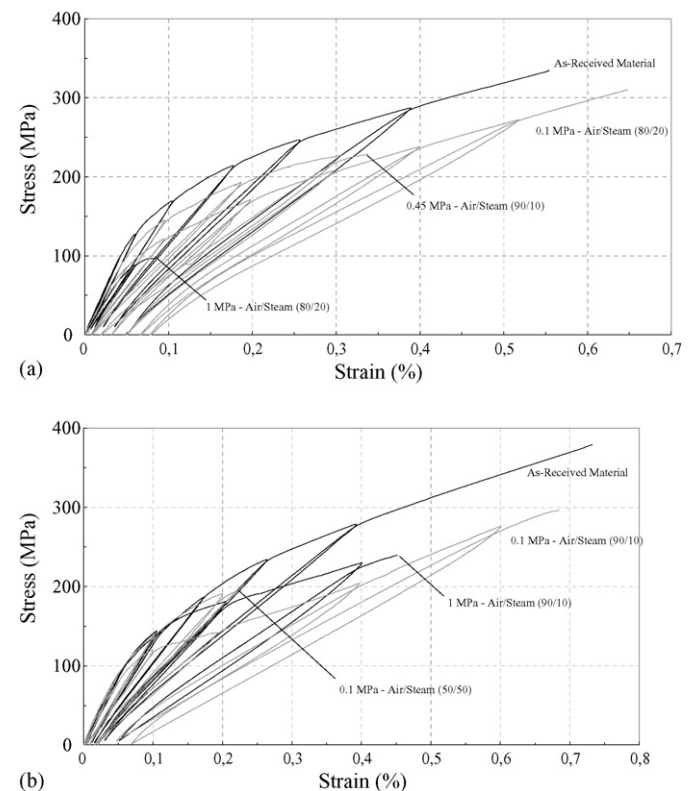 400
As-Received Material
300
0.1 MPa - Air/Steam (80/20)
Stress (MPa)
200
0.45 MPa - Air/Steam (90/10)
100
1 MPa - Air/Steam (80/20)
0
0 0,1 0,2 0,3 0,4 0,5 0,6 0,7
(a)
Strain (%)
400
As-Received Material
300
0.1 MPa - Air/Steam (90/10)
Stress (MPa)
200
1 MPa - Air/Steam (90/10)
100
0.1 MPa - Air/Steam (50/50)
0
0 0,1 0,2 0,3 0,4 0,5 0,6 0,7 0,8
(b)
Strain (%)